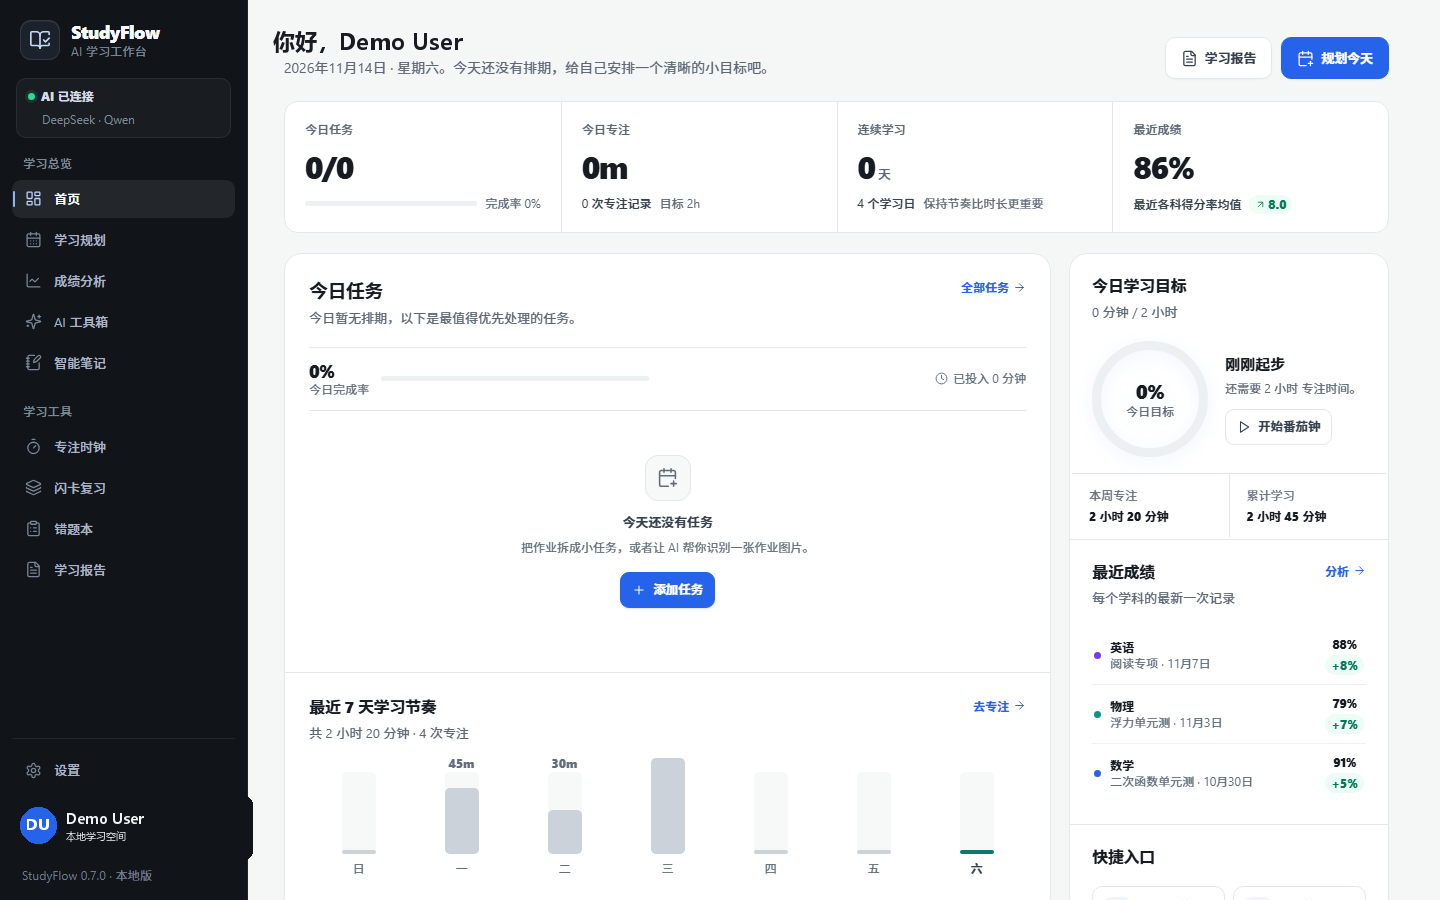 StudyFlow
AI 学习工作台
AI 已连接
DeepSeek · Qwen
学习总览
首页
学习规划
成绩分析
AI 工具箱
智能笔记
学习工具
专注时钟
闪卡复习
错题本
学习报告
设置
DU
Demo User
本地学习空间
StudyFlow 0.7.0 · 本地版
你好，Demo User
2026年11月14日 · 星期六。今天还没有排期，给自己安排一个清晰的小目标吧。
学习报告
规划今天
今日任务
0/0
完成率 0%
今日专注
0m
0 次专注记录 目标 2h
连续学习
0 天
4 个学习日 保持节奏比时长更重要
最近成绩
86%
最近各科得分率均值 8.0
今日任务
全部任务
今日暂无排期，以下是最值得优先处理的任务。
0%
今日完成率
已投入 0 分钟
今天还没有任务
把作业拆成小任务，或者让 AI 帮你识别一张作业图片。
添加任务
最近 7 天学习节奏
去专注
共 2 小时 20 分钟 · 4 次专注
45m 30m
日 一 二 三 四 五 六
今日学习目标
0 分钟 / 2 小时
0%
今日目标
刚刚起步
还需要 2 小时 专注时间。
开始番茄钟
本周专注
2 小时 20 分钟
累计学习
2 小时 45 分钟
最近成绩
分析
每个学科的最新一次记录
英语
阅读专项 · 11月7日
88%
+8%
物理
浮力单元测 · 11月3日
79%
+7%
数学
二次函数单元测 · 10月30日
91%
+5%
快捷入口